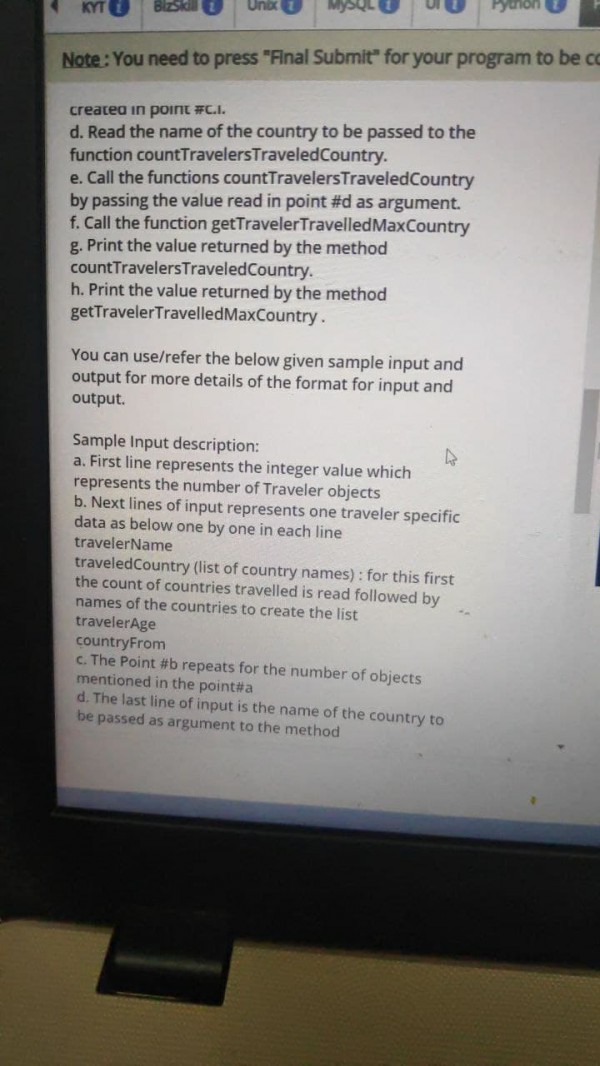 KYT
BizSkill
Unix
MySQL
UI
Python
Note : You need to press "Final Submit" for your program to be co
created in point #c.i.
d. Read the name of the country to be passed to the
function countTravelersTraveledCountry.
e. Call the functions countTravelersTraveledCountry
by passing the value read in point #d as argument.
f. Call the function getTravelerTravelledMaxCountry
g. Print the value returned by the method
countTravelersTraveledCountry.
h. Print the value returned by the method
getTravelerTravelledMaxCountry .
You can use/refer the below given sample input and
output for more details of the format for input and
output.
Sample Input description:
a. First line represents the integer value which
represents the number of Traveler objects
b. Next lines of input represents one traveler specific
data as below one by one in each line
travelerName
traveledCountry (list of country names) : for this first
the count of countries travelled is read followed by
names of the countries to create the list
travelerAge
countryFrom
c. The Point #b repeats for the number of objects
mentioned in the point#a
d. The last line of input is the name of the country to
be passed as argument to the method